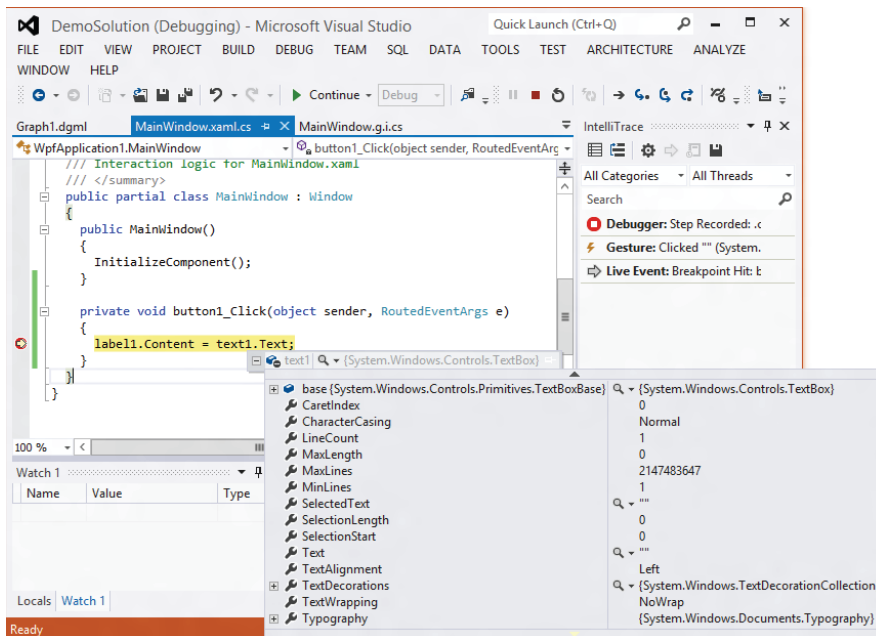 DemoSolution (Debugging) - Microsoft Visual Studio
Quick Launch (Ctrl+Q)
FILE EDIT VIEW PROJECT BUILD DEBUG TEAM SQL DATA TOOLS TEST ARCHITECTURE ANALYZE
WINDOW HELP
Continue Debug
Graph1.dgml MainWindow.xaml.cs MainWindow.g.i.cs
WpfApplication1.MainWindow button1_Click(object sender, RoutedEventArg
/// Interaction logic for MainWindow.xaml
/// </summary>
public partial class MainWindow : Window
{
public MainWindow()
{
InitializeComponent();
}
private void button1_Click(object sender, RoutedEventArgs e)
{
label1.Content = text1.Text;
}
}
}
100 %
IntelliTrace
All Categories All Threads
Search
Debugger: Step Recorded: .c
Gesture: Clicked "" (System.
Live Event: Breakpoint Hit: b
text1 {System.Windows.Controls.TextBox}
base {System.Windows.Controls.Primitives.TextBoxBase} {System.Windows.Controls.TextBox}
CaretIndex 0
CharacterCasing Normal
LineCount 1
MaxLength 0
MaxLines 2147483647
MinLines 1
SelectedText ""
SelectionLength 0
SelectionStart 0
Text ""
TextAlignment Left
TextDecorations {System.Windows.TextDecorationCollection
TextWrapping NoWrap
Typography {System.Windows.Documents.Typography}
Watch 1
Name Value Type
Locals Watch 1
Ready